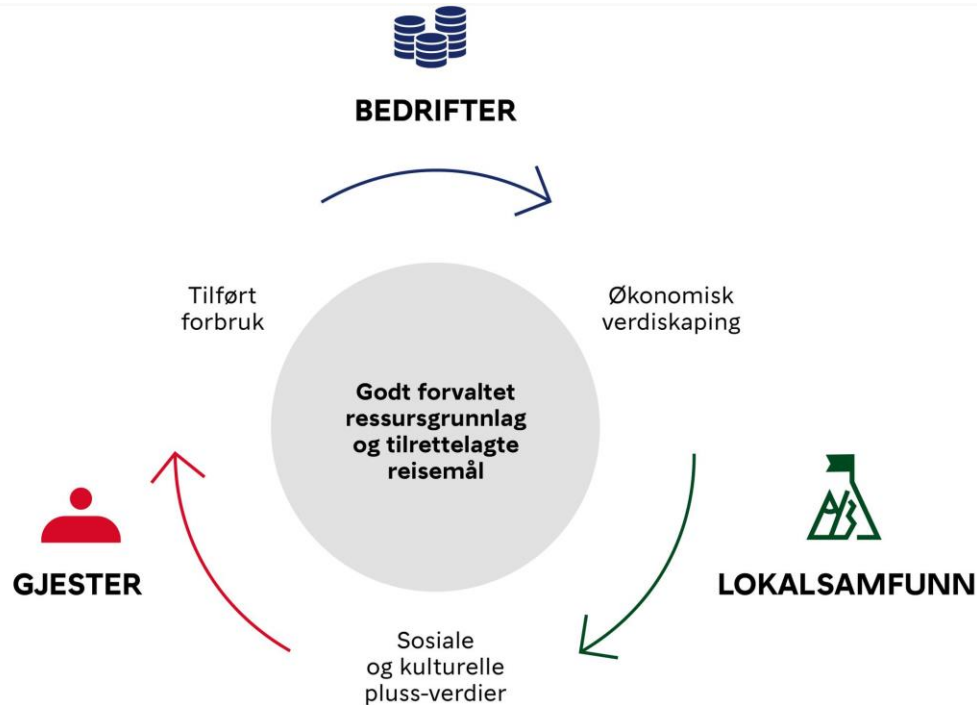 BEDRIFTER
Tilført
forbruk
Økonomisk
verdiskaping
Godt forvaltet
ressursgrunnlag
og tilrettelagte
reisemål
GJESTER
LOKALSAMFUNN
Sosiale
og kulturelle
pluss-verdier